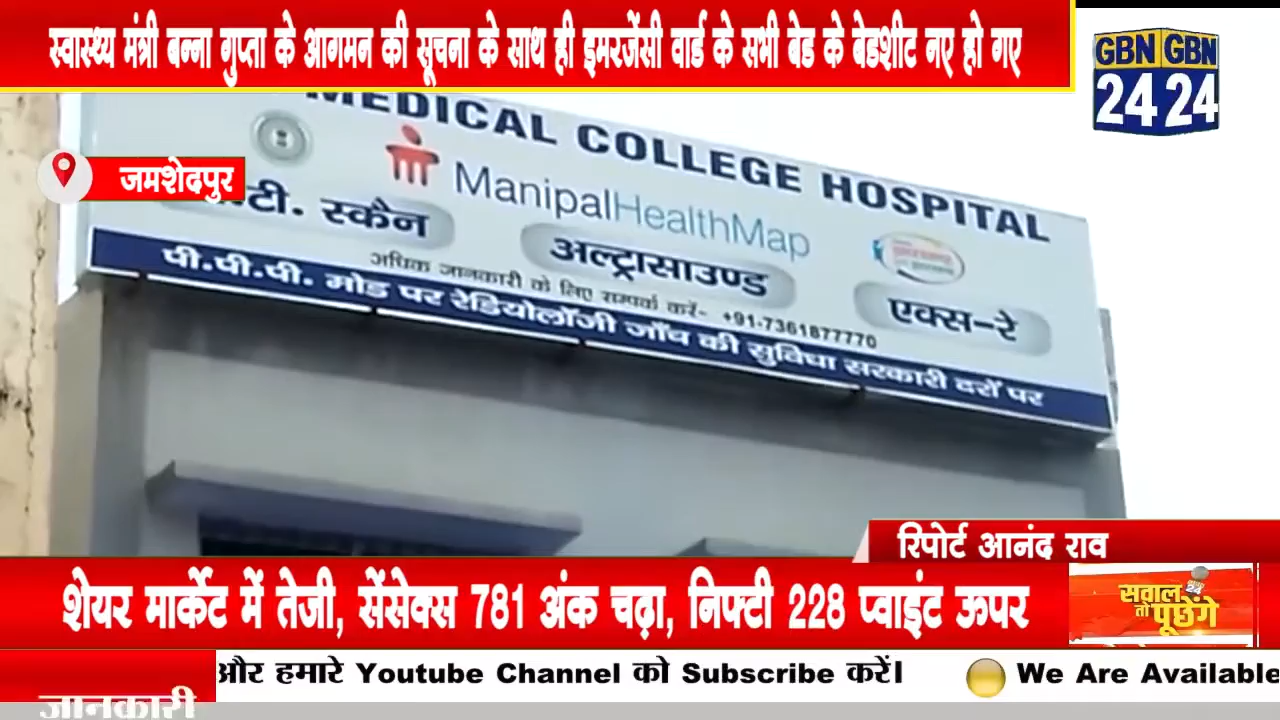 स्वास्थ्य मंत्री बन्ना गुप्ता के आगमन की सूचना के साथ ही इमरजेंसी वार्ड के सभी बेड के बेडशीट नए हो गए
GBN GBN
24 24
जमशेदपुर
MEDICAL COLLEGE HOSPITAL
ManipalHealthMap
टी. स्कैन
अल्ट्रासाउण्ड
एक्स-रे
अधिक जानकारी के लिए सम्पर्क करें- +91-7361877770
पी.पी.पी. मोड पर रेडियोलॉजी जाँच की सुविधा सरकारी दरों पर
रिपोर्ट आनंद राव
शेयर मार्केट में तेजी, सेंसेक्स 781 अंक चढ़ा, निफ्टी 228 प्वाइंट ऊपर
सवाल
तो पूछेंगे
और हमारे Youtube Channel को Subscribe करें।
We Are Available
जानकारी